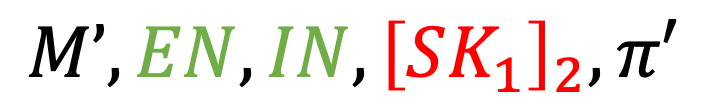 M’, EN, IN, [SK₁]₂, π′